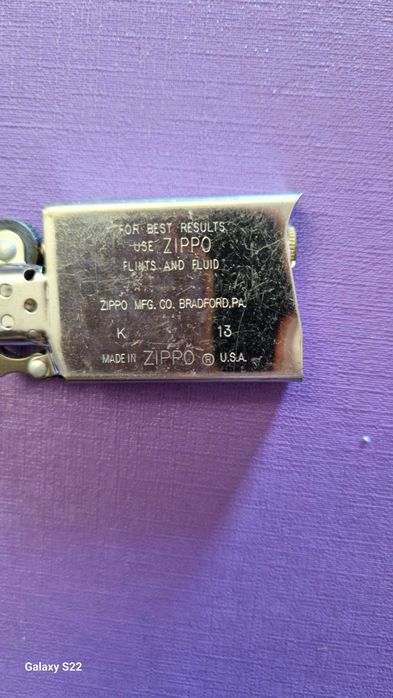 FOR BEST RESULTS
USE ZIPPO
FLINTS AND FLUID
ZIPPO MFG. CO. BRADFORD,PA.
K 13
MADE IN ZIPPO ® U.S.A.
Galaxy S22